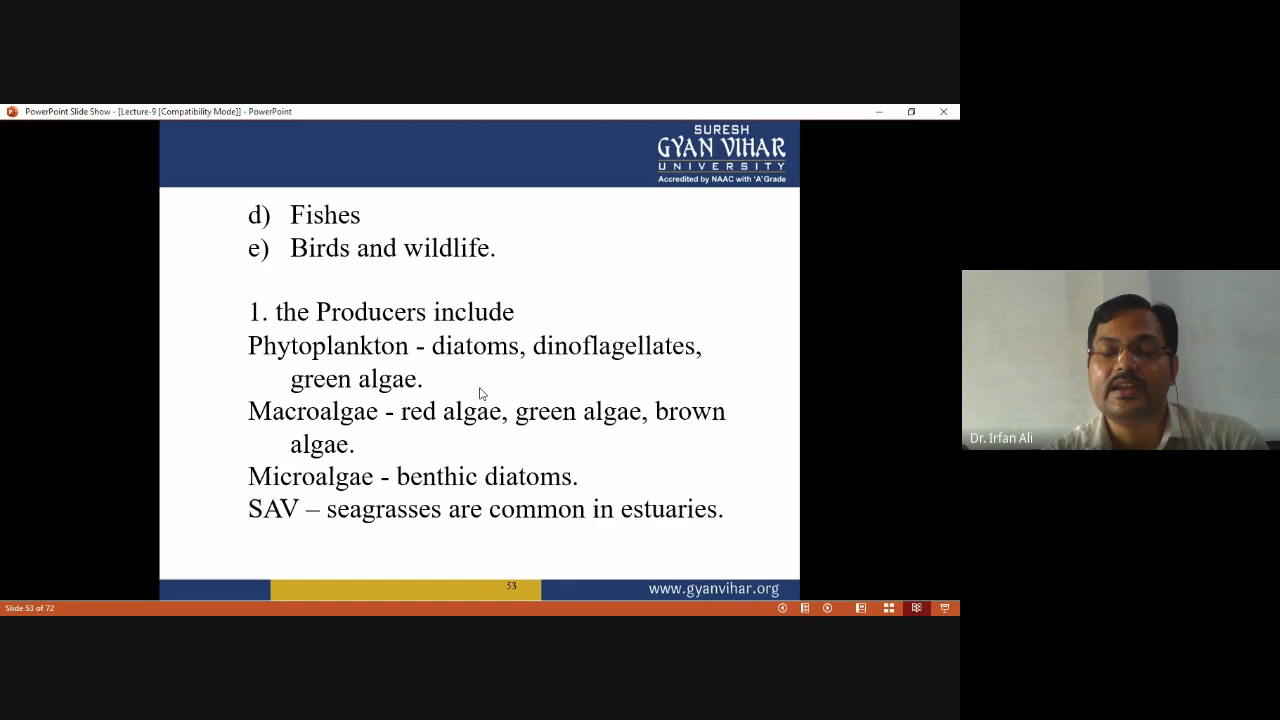 PowerPoint Slide Show - [Lecture-9 [Compatibility Mode]] - PowerPoint
SURESH
GYAN VIHAR
UNIVERSITY
Accredited by NAAC with 'A' Grade
d) Fishes
e) Birds and wildlife.
1. the Producers include
Phytoplankton - diatoms, dinoflagellates,
green algae.
Macroalgae - red algae, green algae, brown
algae.
Microalgae - benthic diatoms.
SAV – seagrasses are common in estuaries.
53
www.gyanvihar.org
Slide 53 of 72
Dr. Irfan Ali